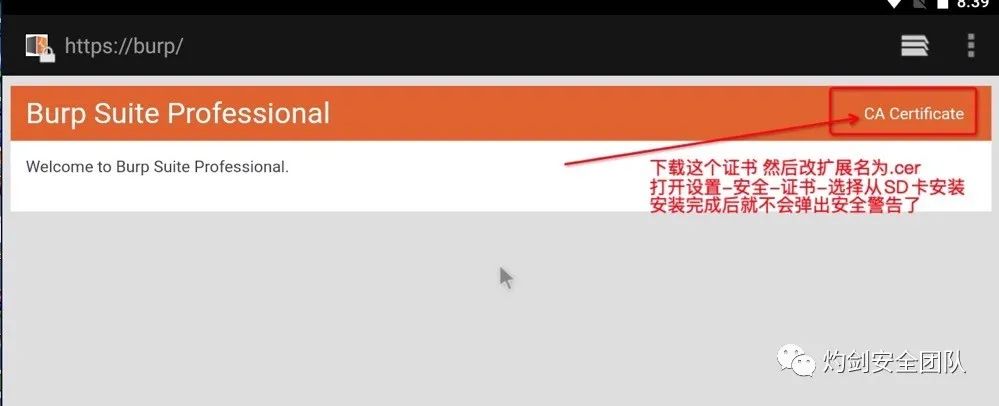 8:39
https://burp/
Burp Suite Professional
CA Certificate
Welcome to Burp Suite Professional.
下载这个证书 然后改扩展名为.cer
打开设置-安全-证书-选择从SD卡安装
安装完成后就不会弹出安全警告了
灼剑安全团队